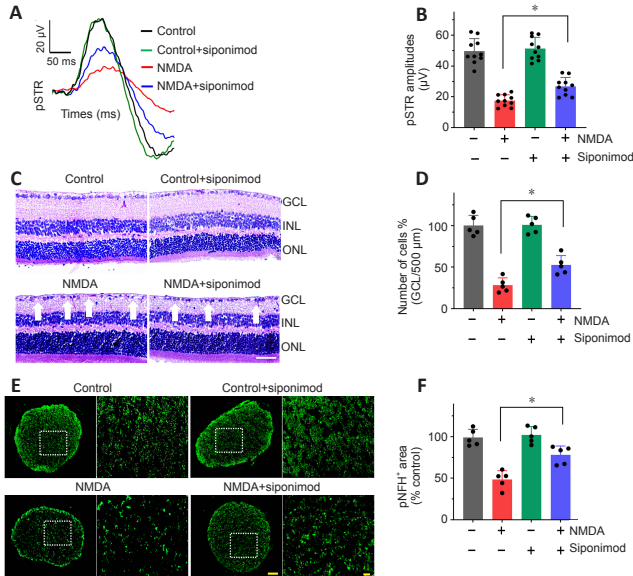 A
20 µV
50 ms
pSTR
Times (ms)
Control
Control+siponimod
NMDA
NMDA+siponimod
B
pSTR amplitudes
(µV)
80
60
40
20
0
− + − + NMDA
− − + + Siponimod
*
C
Control Control+siponimod
GCL
INL
ONL
NMDA NMDA+siponimod
GCL
INL
ONL
D
Number of cells %
(GCL/500 µm)
150
100
50
0
− + − + NMDA
− − + + Siponimod
*
E
Control Control+siponimod
NMDA NMDA+siponimod
F
pNFH⁺ area
(% control)
150
100
50
0
− + − + NMDA
− − + + Siponimod
*